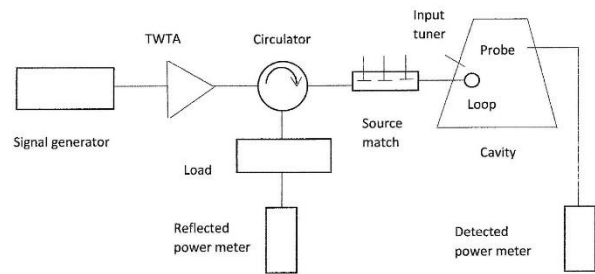 TWTA
Circulator
Input
tuner
Probe
Loop
Signal generator
Source
match
Cavity
Load
Reflected
power meter
Detected
power meter